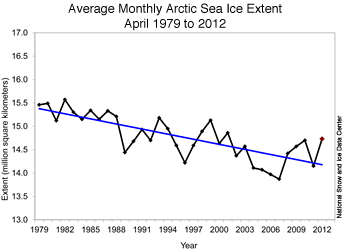 Average Monthly Arctic Sea Ice Extent
April 1979 to 2012
17.0
16.5
16.0
15.5
15.0
14.5
14.0
13.5
13.0
Extent (million square kilometers)
1979 1982 1985 1988 1991 1994 1997 2000 2003 2006 2009 2012
Year
National Snow and Ice Data Center